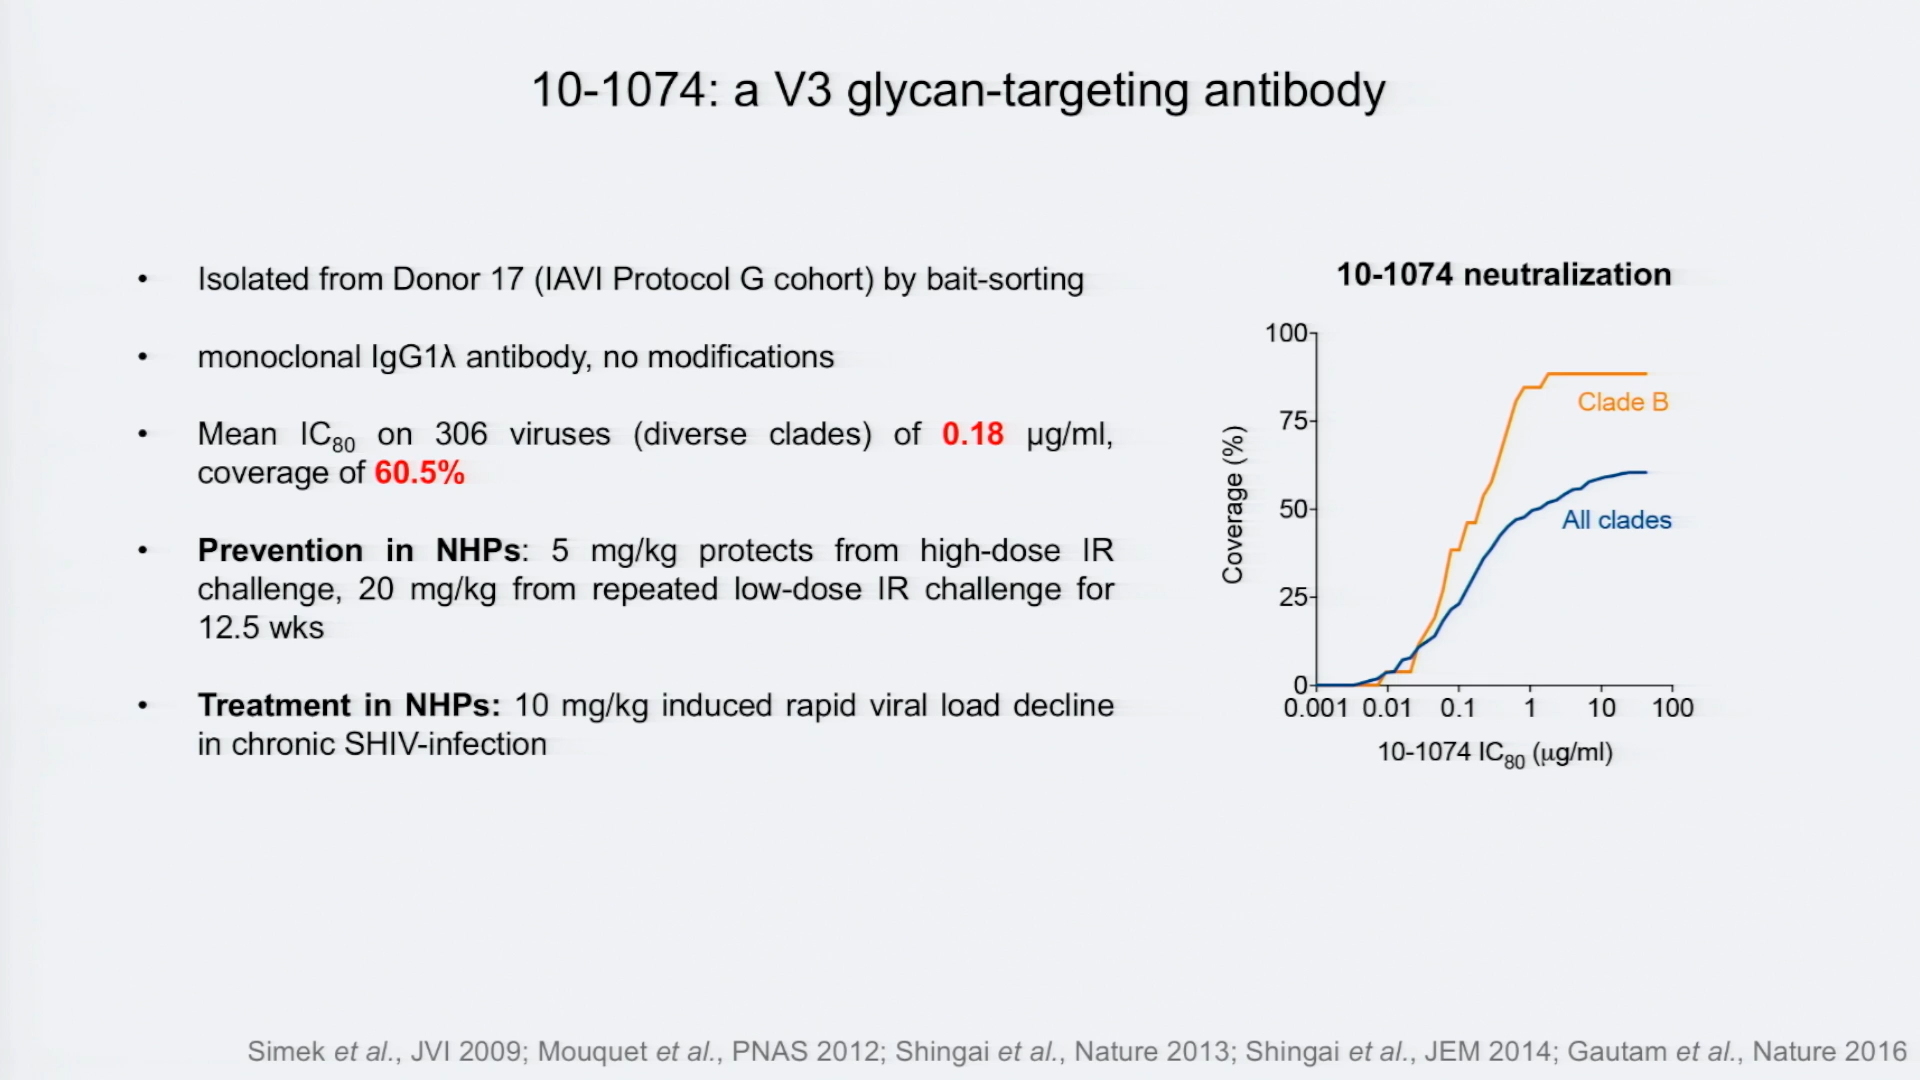 10-1074: a V3 glycan-targeting antibody
• Isolated from Donor 17 (IAVI Protocol G cohort) by bait-sorting
• monoclonal IgG1λ antibody, no modifications
• Mean IC80 on 306 viruses (diverse clades) of 0.18 µg/ml,
coverage of 60.5%
• Prevention in NHPs: 5 mg/kg protects from high-dose IR
challenge, 20 mg/kg from repeated low-dose IR challenge for
12.5 wks
• Treatment in NHPs: 10 mg/kg induced rapid viral load decline
in chronic SHIV-infection
10-1074 neutralization
100
75
50
25
0
Coverage (%)
Clade B
All clades
0.001 0.01 0.1 1 10 100
10-1074 IC80 (µg/ml)
Simek et al., JVI 2009; Mouquet et al., PNAS 2012; Shingai et al., Nature 2013; Shingai et al., JEM 2014; Gautam et al., Nature 2016